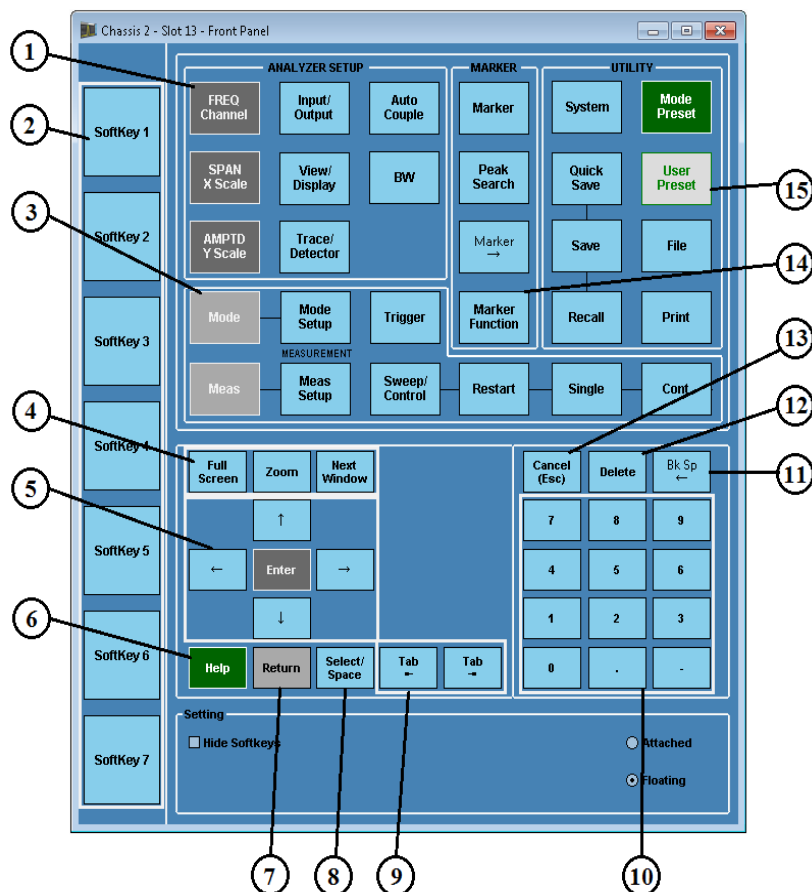 Chassis 2 - Slot 13 - Front Panel
1
2
3
4
5
6
7
8
9
10
11
12
13
14
15
SoftKey 1
SoftKey 2
SoftKey 3
SoftKey 4
SoftKey 5
SoftKey 6
SoftKey 7
ANALYZER SETUP
FREQ
Channel
Input/
Output
Auto
Couple
SPAN
X Scale
View/
Display
BW
AMPTD
Y Scale
Trace/
Detector
MARKER
Marker
Peak
Search
Marker
→
Marker
Function
UTILITY
System
Mode
Preset
Quick
Save
User
Preset
Save
File
Recall
Print
Mode
Mode
Setup
Trigger
MEASUREMENT
Meas
Meas
Setup
Sweep/
Control
Restart
Single
Cont
Full
Screen
Zoom
Next
Window
↑
←
Enter
→
↓
Help
Return
Select/
Space
Tab
Tab
Cancel
(Esc)
Delete
Bk Sp
←
7
8
9
4
5
6
1
2
3
0
.
-
Setting
Hide Softkeys
Attached
Floating